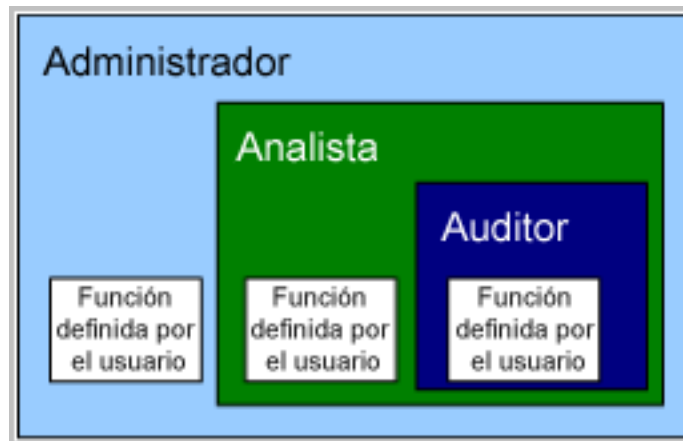 Administrador
Analista
Auditor
Función
definida por
el usuario
Función
definida por
el usuario
Función
definida por
el usuario